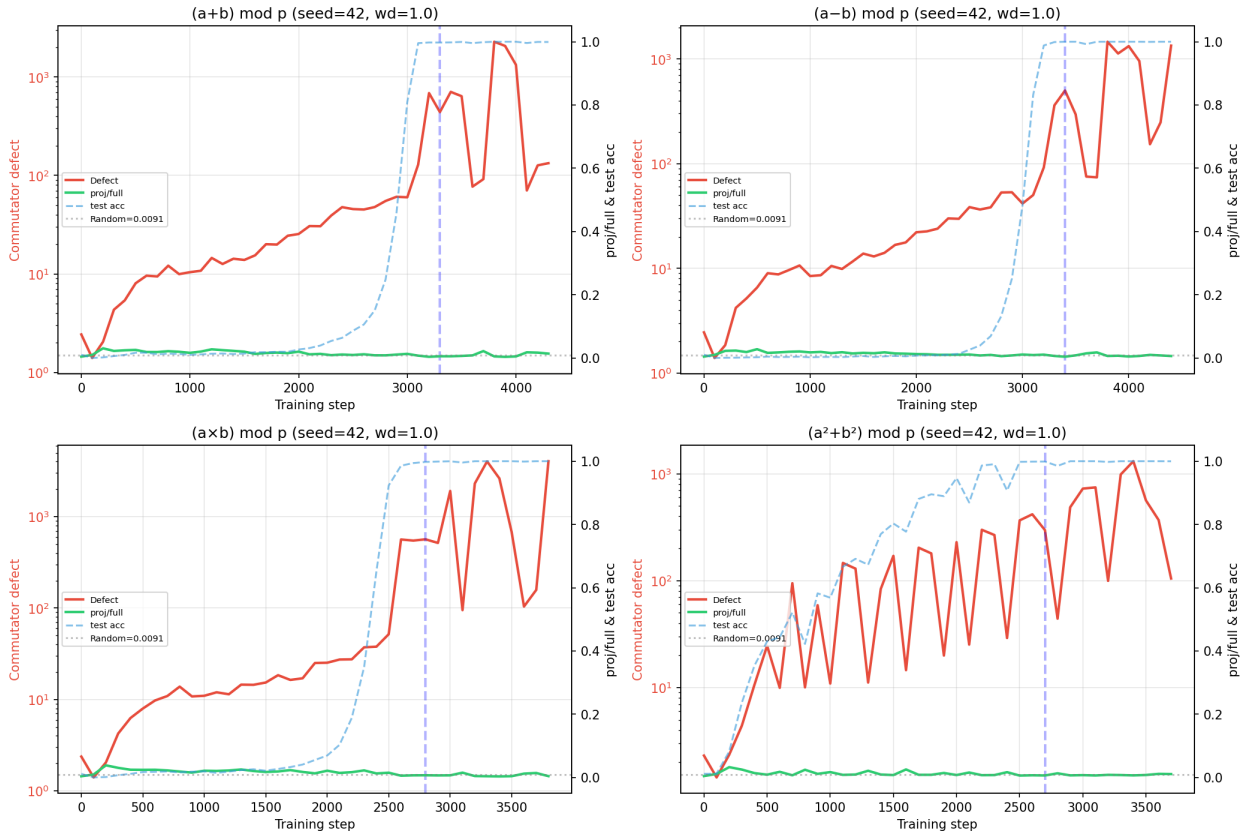 (a+b) mod p (seed=42, wd=1.0)
Commutator defect
10³
10²
10¹
10⁰
Defect
proj/full
test acc
Random=0.0091
1.0
0.8
0.6
0.4
0.2
0.0
proj/full & test acc
0 1000 2000 3000 4000
Training step
(a−b) mod p (seed=42, wd=1.0)
Commutator defect
10³
10²
10¹
10⁰
Defect
proj/full
test acc
Random=0.0091
1.0
0.8
0.6
0.4
0.2
0.0
proj/full & test acc
0 1000 2000 3000 4000
Training step
(a×b) mod p (seed=42, wd=1.0)
Commutator defect
10³
10²
10¹
10⁰
Defect
proj/full
test acc
Random=0.0091
1.0
0.8
0.6
0.4
0.2
0.0
proj/full & test acc
0 500 1000 1500 2000 2500 3000 3500
Training step
(a²+b²) mod p (seed=42, wd=1.0)
Commutator defect
10³
10²
10¹
Defect
proj/full
test acc
Random=0.0091
1.0
0.8
0.6
0.4
0.2
0.0
proj/full & test acc
0 500 1000 1500 2000 2500 3000 3500
Training step